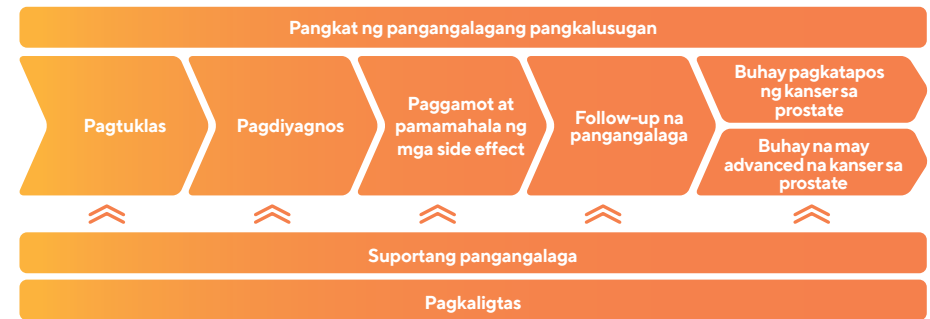 Pangkat ng pangangalagang pangkalusugan
Pagtuklas
Pagdiyagnos
Paggamot at
pamamahala ng
mga side effect
Follow-up na
pangangalaga
Buhay pagkatapos
ng kanser sa
prostate
Buhay na may
advanced na kanser sa
prostate
Suportang pangangalaga
Pagkaligtas